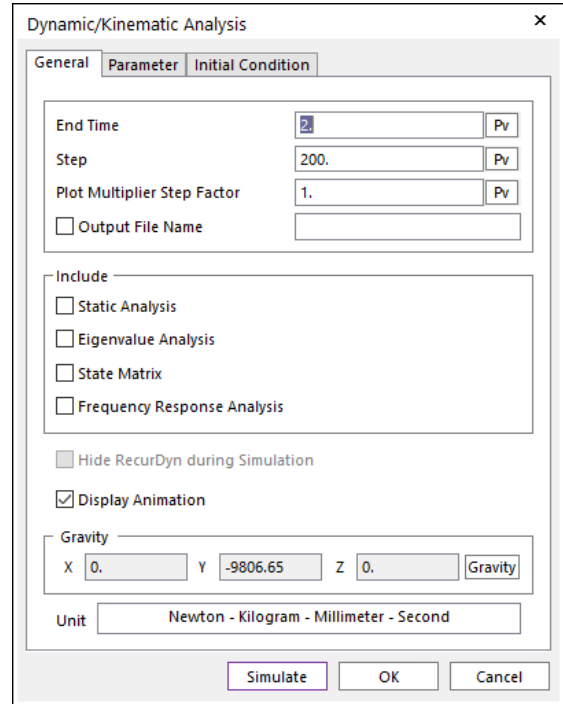 Dynamic/Kinematic Analysis
General Parameter Initial Condition
End Time 2. Pv
Step 200. Pv
Plot Multiplier Step Factor 1. Pv
Output File Name
Include
Static Analysis
Eigenvalue Analysis
State Matrix
Frequency Response Analysis
Hide RecurDyn during Simulation
Display Animation
Gravity
X 0. Y -9806.65 Z 0. Gravity
Unit Newton - Kilogram - Millimeter - Second
Simulate OK Cancel